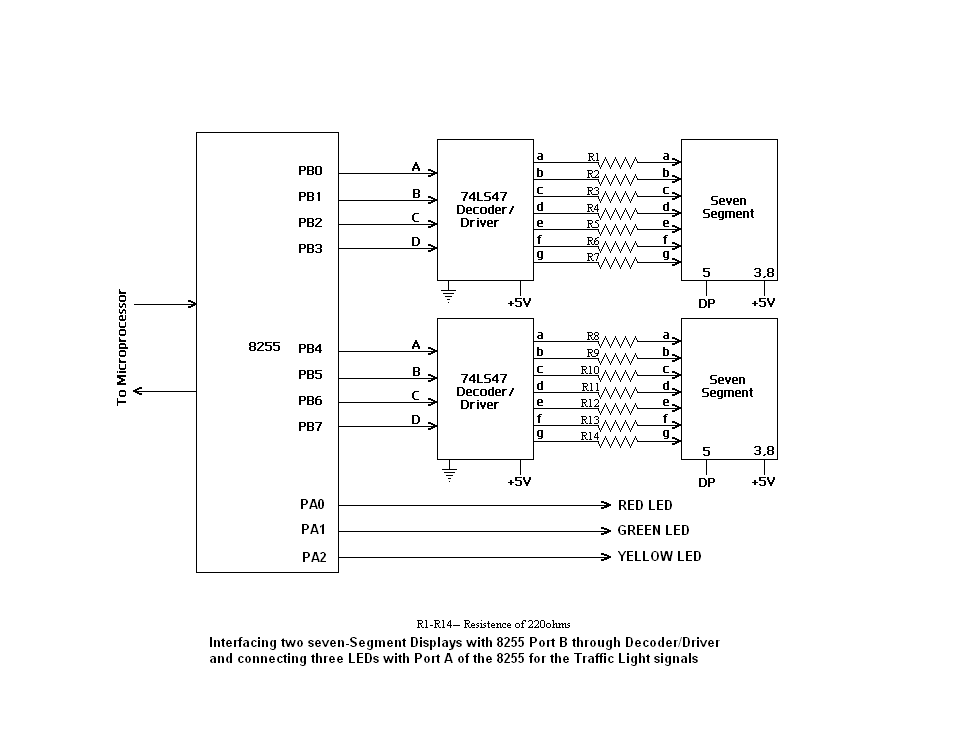 PB0
PB1
PB2
PB3
A
B
C
D
74LS47
Decoder/
Driver
+5V
a
b
c
d
e
f
g
R1
R2
R3
R4
R5
R6
R7
a
b
c
d
e
f
g
Seven
Segment
5
3,8
DP
+5V
To Microprocessor
8255
PB4
PB5
PB6
PB7
A
B
C
D
74LS47
Decoder/
Driver
+5V
a
b
c
d
e
f
g
R8
R9
R10
R11
R12
R13
R14
a
b
c
d
e
f
g
Seven
Segment
5
3,8
DP
+5V
PA0
RED LED
PA1
GREEN LED
PA2
YELLOW LED
R1-R14-- Resistence of 220ohms
Interfacing two seven-Segment Displays with 8255 Port B through Decoder/Driver
and connecting three LEDs with Port A of the 8255 for the Traffic Light signals